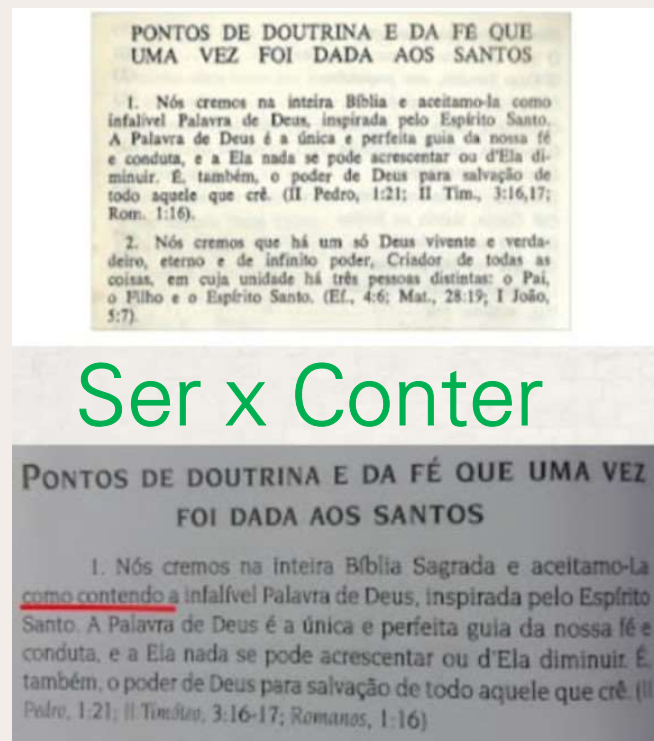 PONTOS DE DOUTRINA E DA FÉ QUE
UMA VEZ FOI DADA AOS SANTOS
1. Nós cremos na inteira Bíblia e aceitamo-la como
infalível Palavra de Deus, inspirada pelo Espírito Santo.
A Palavra de Deus é a única e perfeita guia da nossa fé
e conduta, e a Ela nada se pode acrescentar ou d'Ela di-
minuir. É, também, o poder de Deus para salvação de
todo aquele que crê. (II Pedro, 1:21; II Tim., 3:16,17;
Rom. 1:16).
2. Nós cremos que há um só Deus vivente e verda-
deiro, eterno e de infinito poder, Criador de todas as
coisas, em cuja unidade há três pessoas distintas: o Pai,
o Filho e o Espírito Santo. (Ef., 4:6; Mat., 28:19; I João,
5:7).
Ser x Conter
PONTOS DE DOUTRINA E DA FÉ QUE UMA VEZ
FOI DADA AOS SANTOS
1. Nós cremos na inteira Bíblia Sagrada e aceitamo-La
como contendo a infalível Palavra de Deus, inspirada pelo Espírito
Santo. A Palavra de Deus é a única e perfeita guia da nossa fé e
conduta, e a Ela nada se pode acrescentar ou d'Ela diminuir. É,
também, o poder de Deus para salvação de todo aquele que crê. (II
Pedro, 1:21; II Timóteo, 3:16-17; Romanos, 1:16)